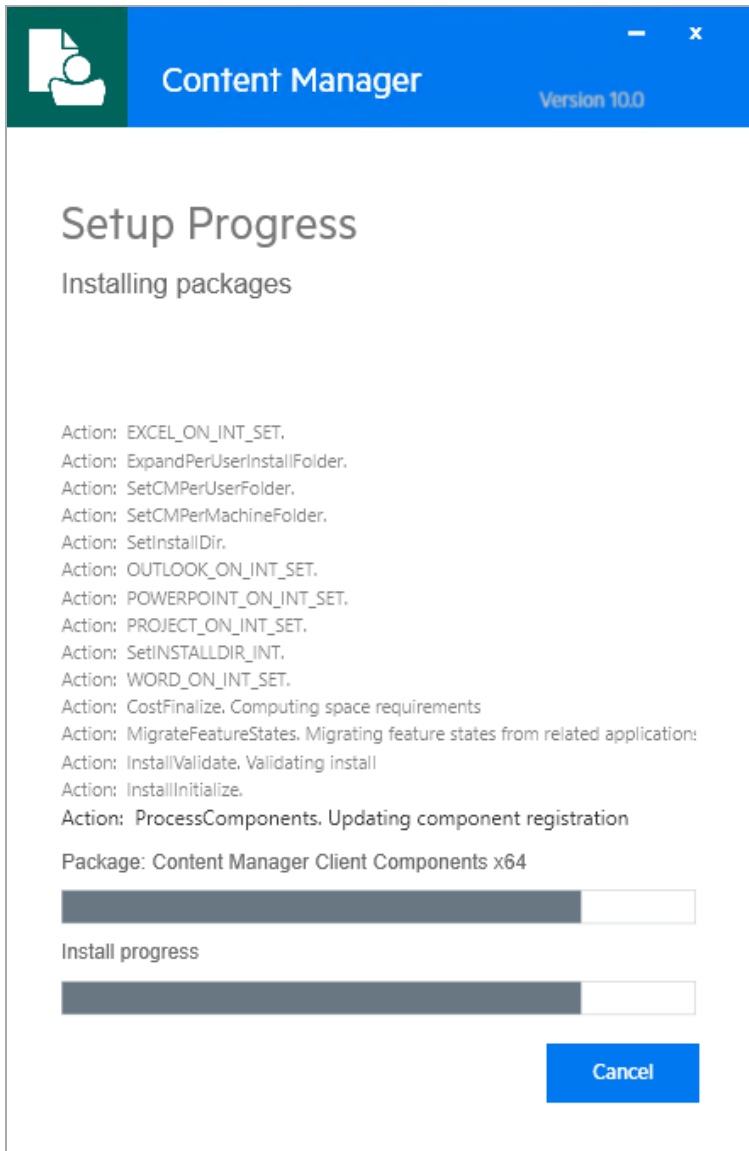 Content Manager
Version 10.0
Setup Progress
Installing packages
Action: EXCEL_ON_INT_SET.
Action: ExpandPerUserInstallFolder.
Action: SetCMPerUserFolder.
Action: SetCMPerMachineFolder.
Action: SetInstallDir.
Action: OUTLOOK_ON_INT_SET.
Action: POWERPOINT_ON_INT_SET.
Action: PROJECT_ON_INT_SET.
Action: SetINSTALLDIR_INT.
Action: WORD_ON_INT_SET.
Action: CostFinalize. Computing space requirements
Action: MigrateFeatureStates. Migrating feature states from related applications
Action: InstallValidate. Validating install
Action: InstallInitialize.
Action: ProcessComponents. Updating component registration
Package: Content Manager Client Components x64
Install progress
Cancel